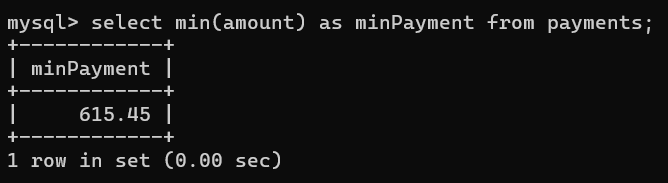 mysql> select min(amount) as minPayment from payments;
+------------+
| minPayment |
+------------+
|     615.45 |
+------------+
1 row in set (0.00 sec)